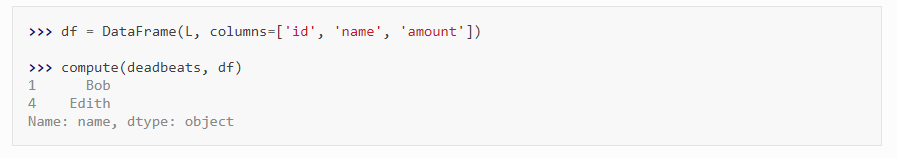 >>> df = DataFrame(L, columns=['id', 'name', 'amount'])
>>> compute(deadbeats, df)
1      Bob
4    Edith
Name: name, dtype: object